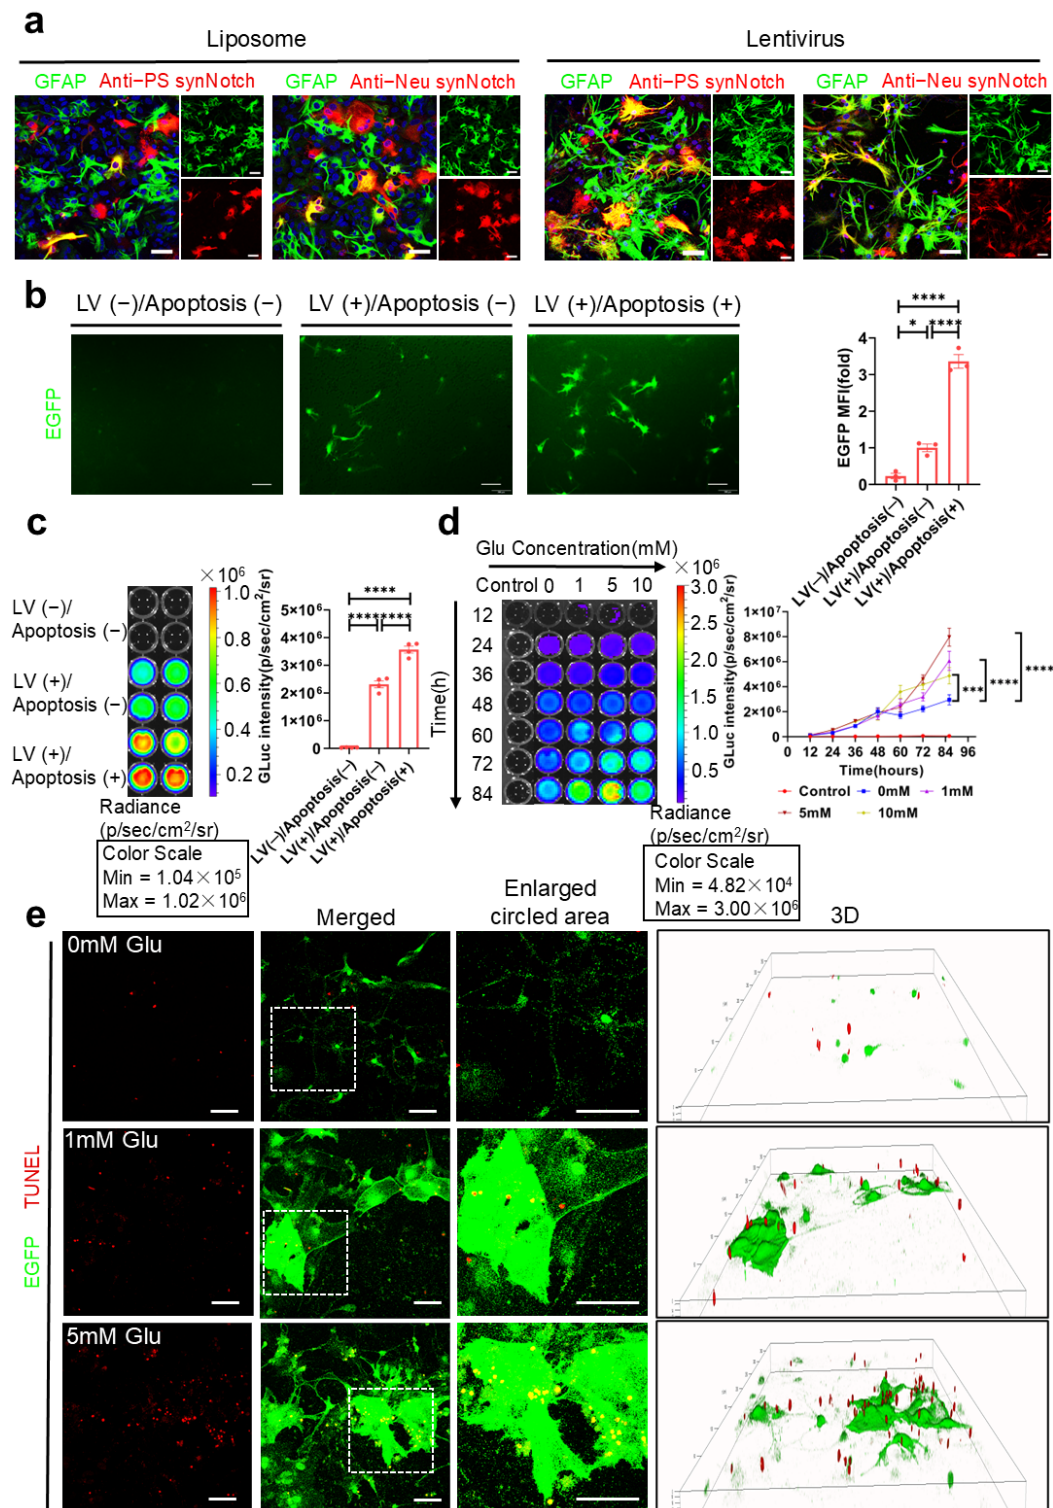 a
Liposome
Lentivirus
GFAP Anti−PS synNotch
GFAP Anti−Neu synNotch
GFAP Anti−PS synNotch
GFAP Anti−Neu synNotch
b
LV (−)/Apoptosis (−)
LV (+)/Apoptosis (−)
LV (+)/Apoptosis (+)
EGFP
EGFP MFI(fold)
4
3
2
1
0
****
*
****
LV(−)/Apoptosis(−)
LV(+)/Apoptosis(−)
LV(+)/Apoptosis(+)
c
LV (−)/
Apoptosis (−)
LV (+)/
Apoptosis (−)
LV (+)/
Apoptosis (+)
×10⁶
1.0
0.8
0.6
0.4
0.2
Radiance
(p/sec/cm²/sr)
Color Scale
Min = 1.04×10⁵
Max = 1.02×10⁶
GLuc intensity(p/sec/cm²/sr)
5×10⁶
4×10⁶
3×10⁶
2×10⁶
1×10⁶
0
****
****
****
LV(−)/Apoptosis(−)
LV(+)/Apoptosis(−)
LV(+)/Apoptosis(+)
d
Glu Concentration(mM)
Control 0 1 5 10
Time(h)
12
24
36
48
60
72
84
×10⁶
3.0
2.5
2.0
1.5
1.0
0.5
Radiance
(p/sec/cm²/sr)
Color Scale
Min = 4.82×10⁴
Max = 3.00×10⁶
GLuc intensity(p/sec/cm²/sr)
1×10⁷
8×10⁶
6×10⁶
4×10⁶
2×10⁶
0
0 12 24 36 48 60 72 84 96
Time(hours)
***
****
****
Control 0mM 1mM
5mM 10mM
e
Merged
Enlarged
circled area
3D
EGFP TUNEL
0mM Glu
1mM Glu
5mM Glu